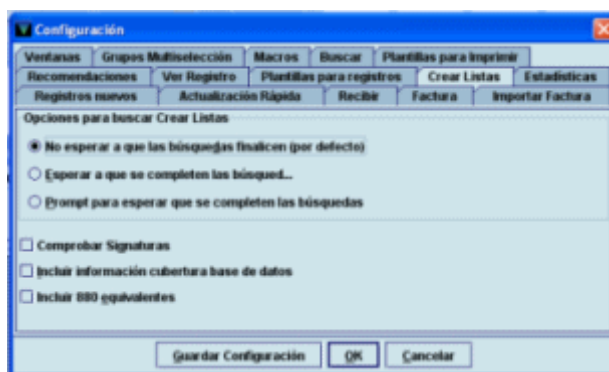 Configuración
Ventanas Grupos Multiselección Macros Buscar Plantillas para Imprimir
Recomendaciones Ver Registro Plantillas para registros Crear Listas Estadísticas
Registros nuevos Actualización Rápida Recibir Factura Importar Factura
Opciones para buscar Crear Listas
No esperar a que las búsquedas finalicen (por defecto)
Esperar a que se completen las búsqued...
Prompt para esperar que se completen las búsquedas
Comprobar Signaturas
Incluir información cubertura base de datos
Incluir 880 equivalentes
Guardar Configuración OK Cancelar